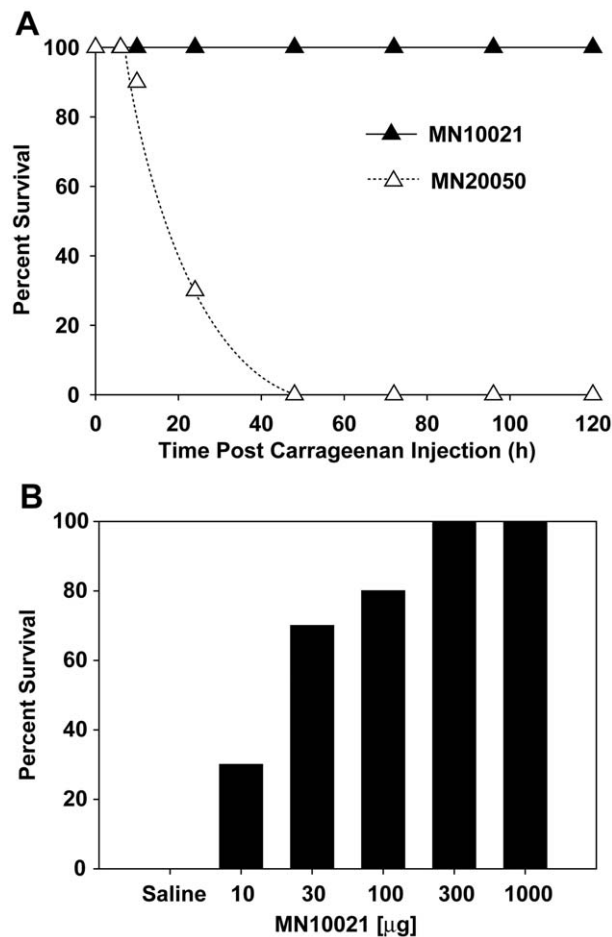 A
100
80
60
40
20
0
Percent Survival
MN10021
MN20050
0 20 40 60 80 100 120
Time Post Carrageenan Injection (h)
B
100
80
60
40
20
0
Percent Survival
Saline 10 30 100 300 1000
MN10021 [μg]